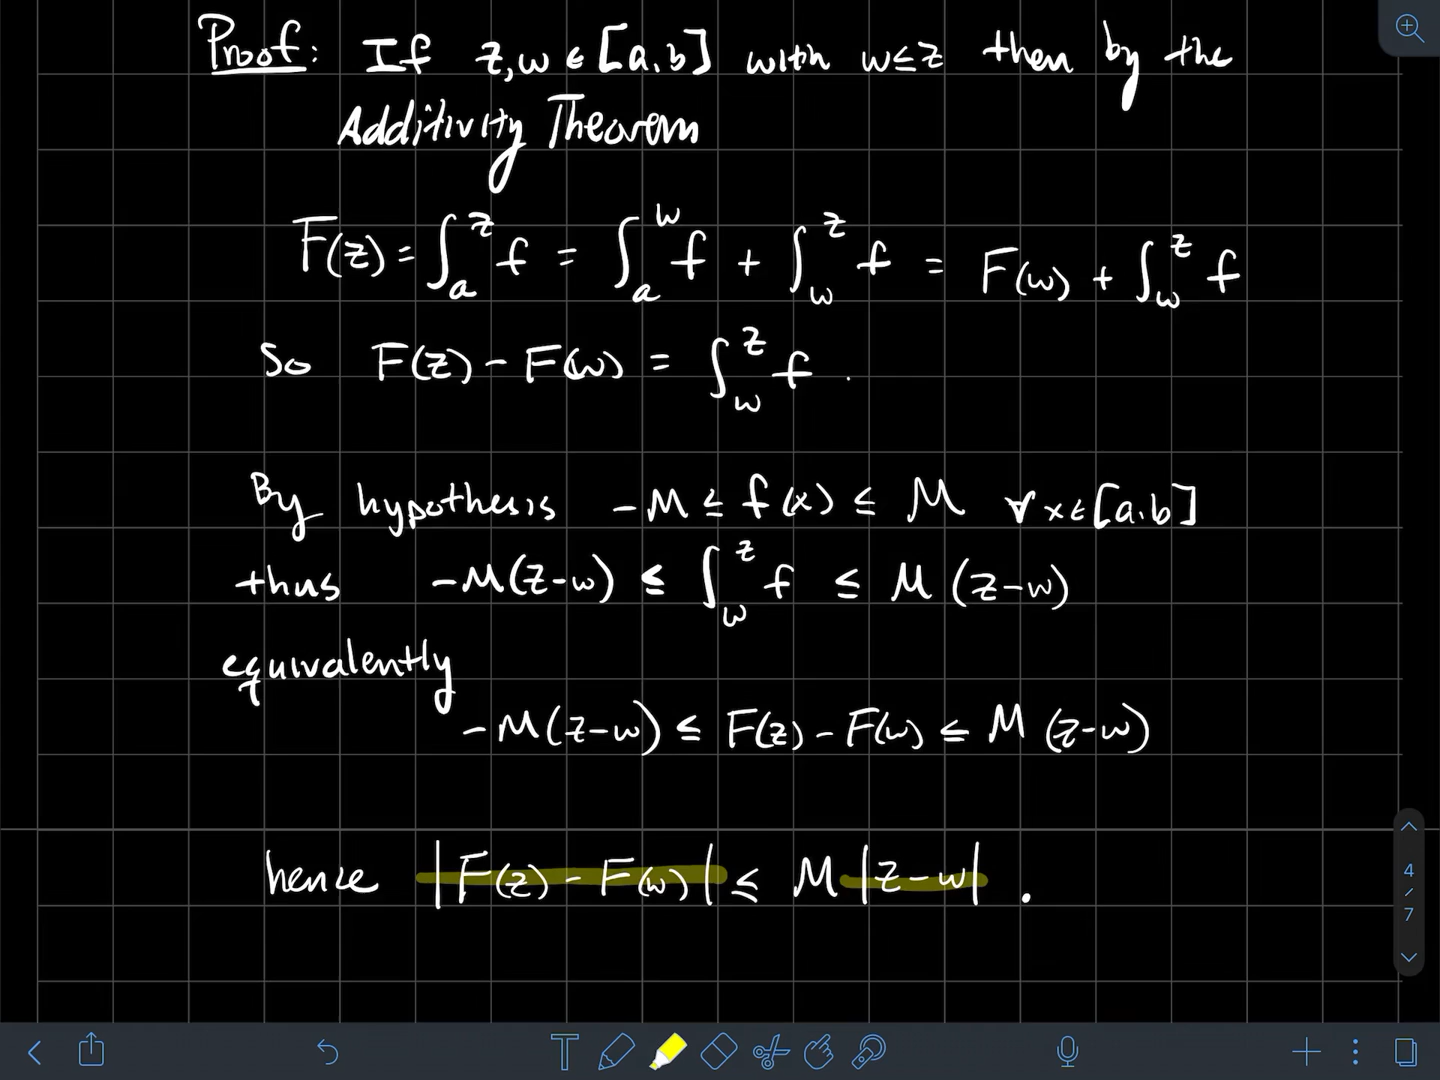 Proof: If z, w ∈ [a,b] with w ≤ z then by the
Additivity Theorem
F(z) = ∫_a^z f = ∫_a^w f + ∫_w^z f = F(w) + ∫_w^z f
So F(z) - F(w) = ∫_w^z f .
By hypothesis -M ≤ f(x) ≤ M ∀ x ∈ [a,b]
thus -M(z-w) ≤ ∫_w^z f ≤ M (z-w)
equivalently
-M(z-w) ≤ F(z) - F(w) ≤ M (z-w)
hence |F(z) - F(w)| ≤ M |z-w| .
4
/
7
T